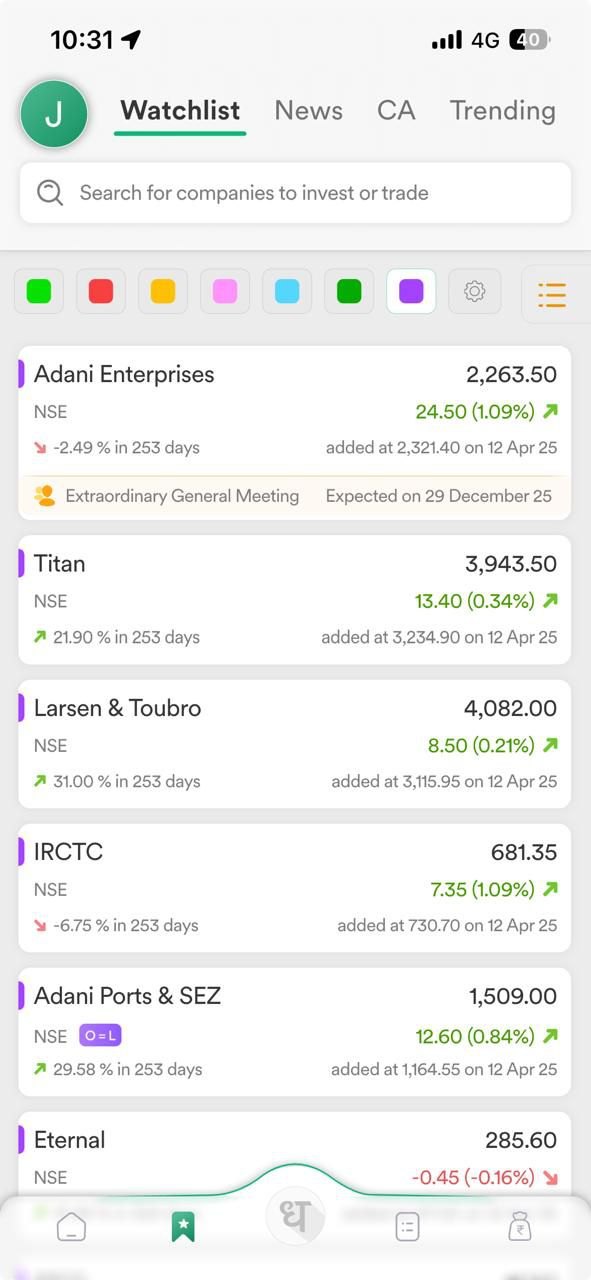 10:31
4G 40
J Watchlist News CA Trending
Search for companies to invest or trade
Adani Enterprises 2,263.50
NSE 24.50 (1.09%)
-2.49 % in 253 days added at 2,321.40 on 12 Apr 25
Extraordinary General Meeting Expected on 29 December 25
Titan 3,943.50
NSE 13.40 (0.34%)
21.90 % in 253 days added at 3,234.90 on 12 Apr 25
Larsen & Toubro 4,082.00
NSE 8.50 (0.21%)
31.00 % in 253 days added at 3,115.95 on 12 Apr 25
IRCTC 681.35
NSE 7.35 (1.09%)
-6.75 % in 253 days added at 730.70 on 12 Apr 25
Adani Ports & SEZ 1,509.00
NSE O=L 12.60 (0.84%)
29.58 % in 253 days added at 1,164.55 on 12 Apr 25
Eternal 285.60
NSE -0.45 (-0.16%)
ध ₹